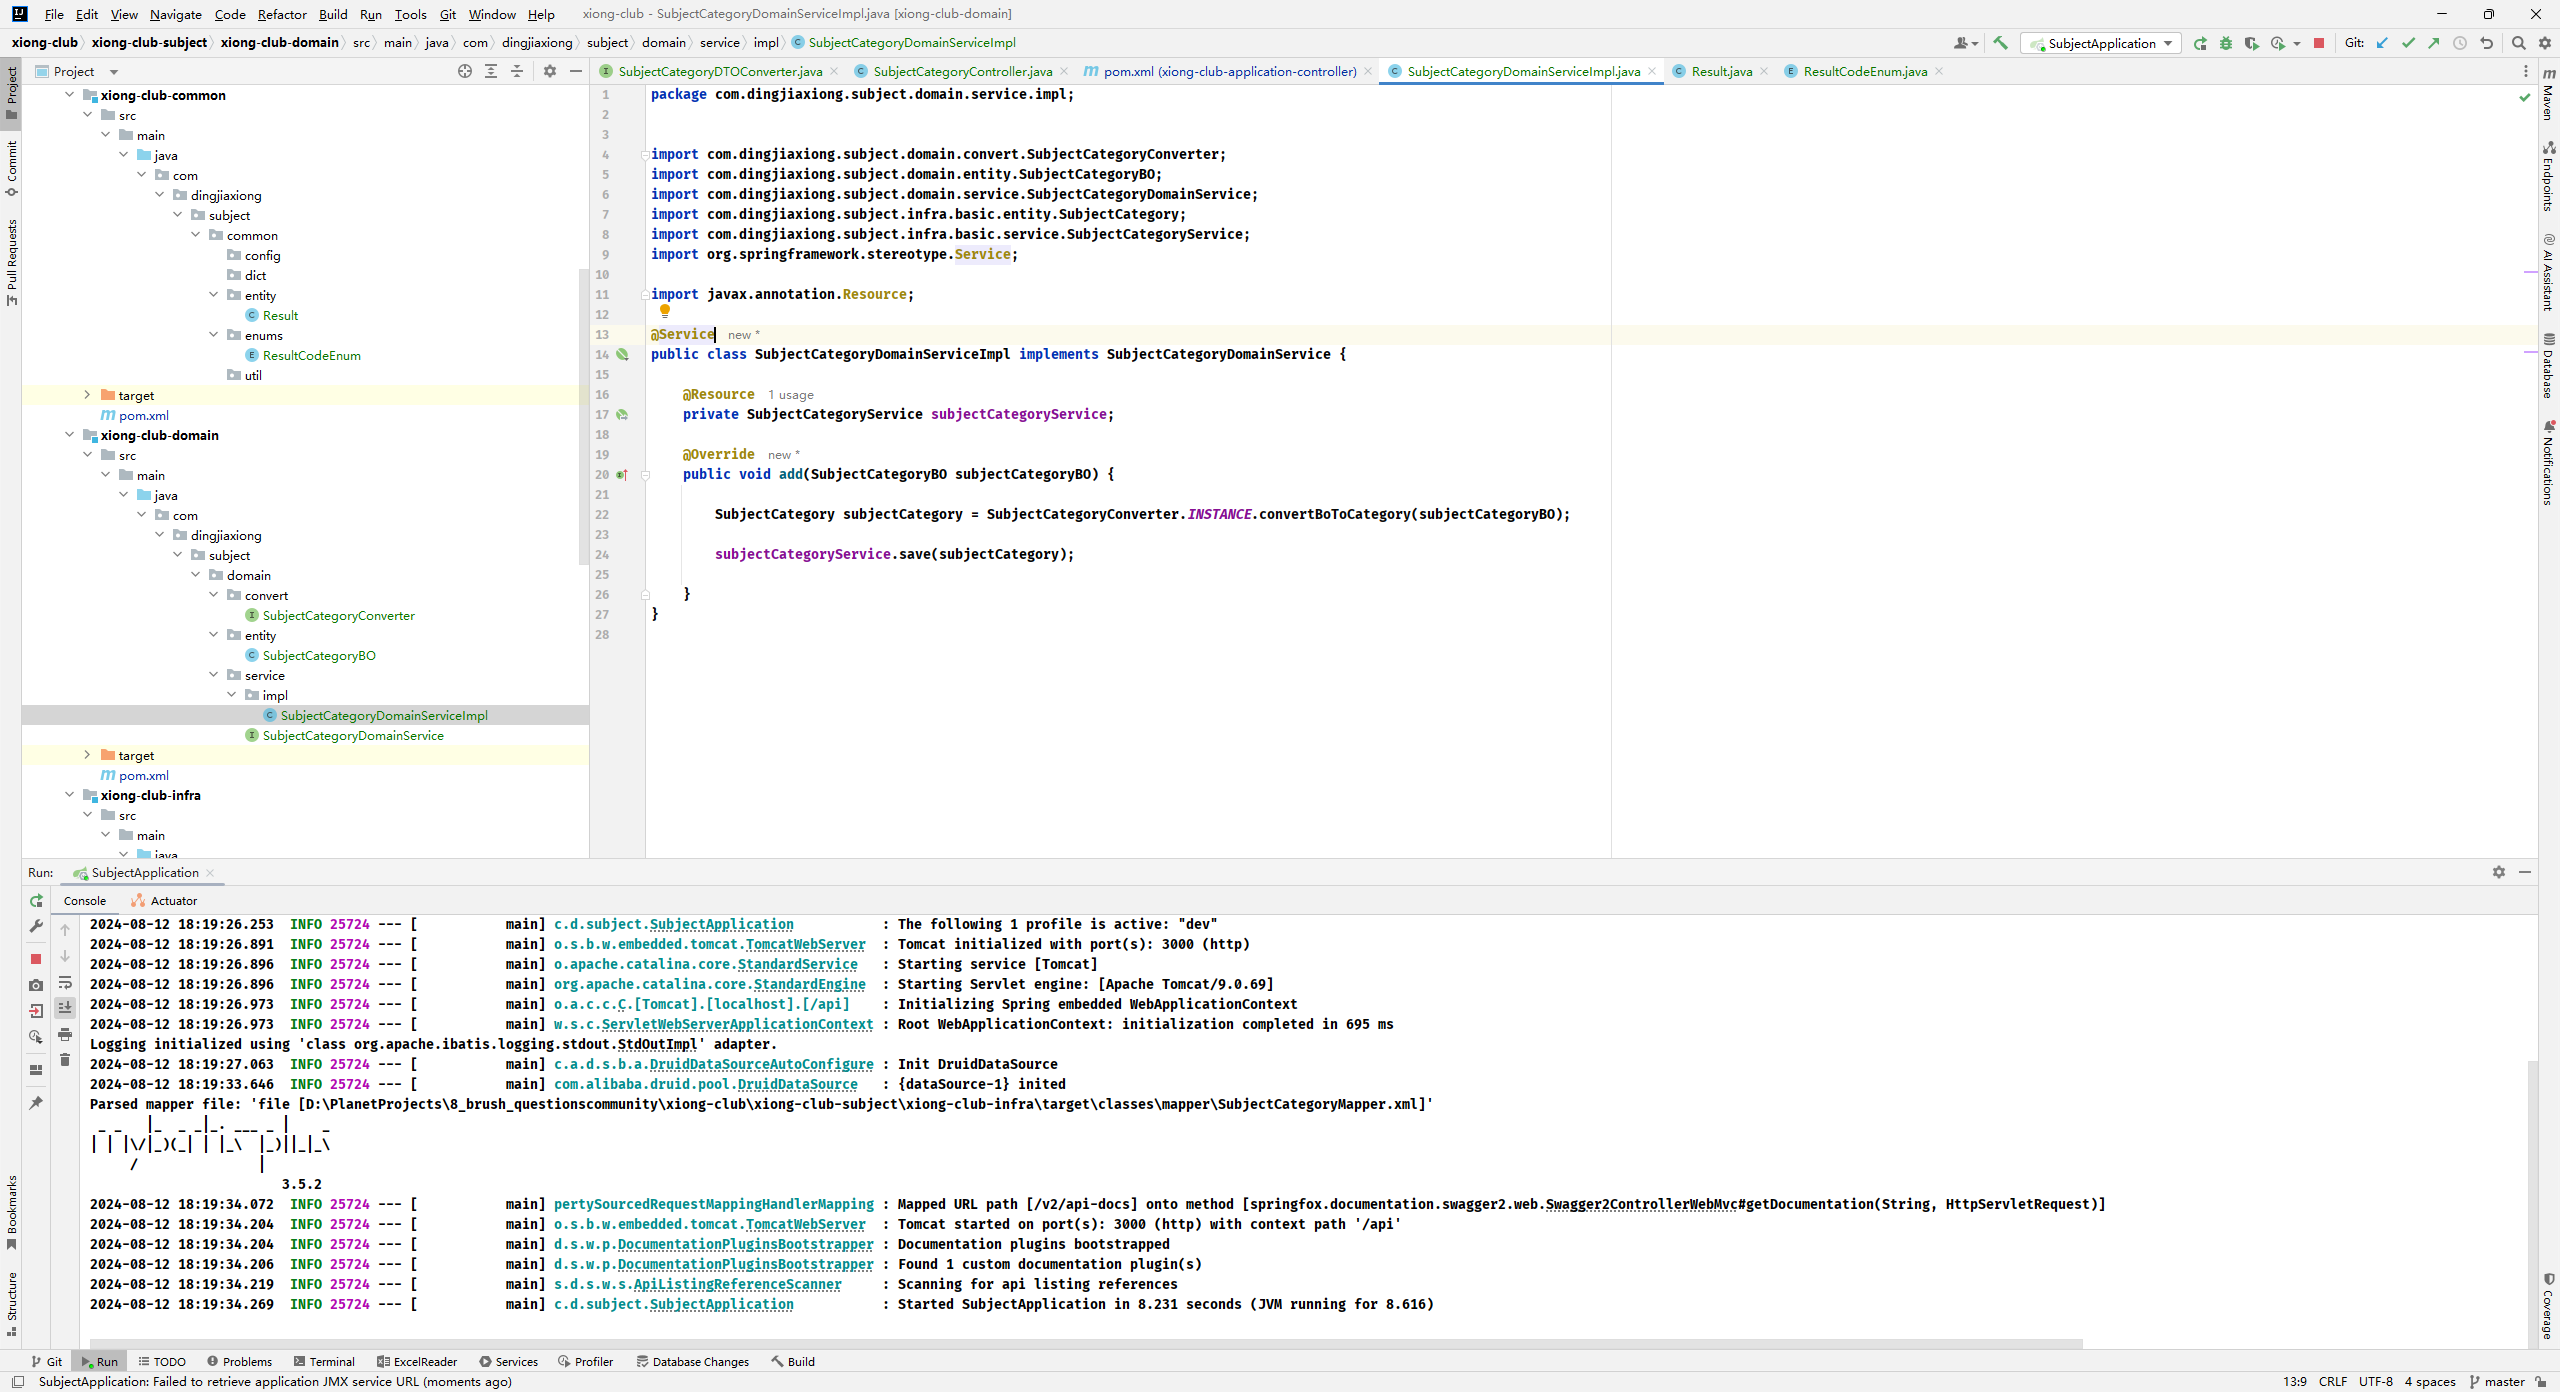 File Edit View Navigate Code Refactor Build Run Tools Git Window Help xiong-club - SubjectCategoryDomainServiceImpl.java [xiong-club-domain]
xiong-club xiong-club-subject xiong-club-domain src main java com dingjiaxiong subject domain service impl SubjectCategoryDomainServiceImpl SubjectApplication Git:
Project SubjectCategoryDTOConverter.java SubjectCategoryController.java pom.xml (xiong-club-application-controller) SubjectCategoryDomainServiceImpl.java Result.java ResultCodeEnum.java
Project
Commit
Pull Requests
Bookmarks
Structure
xiong-club-common
src
main
java
com
dingjiaxiong
subject
common
config
dict
entity
Result
enums
ResultCodeEnum
util
target
pom.xml
xiong-club-domain
src
main
java
com
dingjiaxiong
subject
domain
convert
SubjectCategoryConverter
entity
SubjectCategoryBO
service
impl
SubjectCategoryDomainServiceImpl
SubjectCategoryDomainService
target
pom.xml
xiong-club-infra
src
main
java
1 package com.dingjiaxiong.subject.domain.service.impl;
2
3
4 import com.dingjiaxiong.subject.domain.convert.SubjectCategoryConverter;
5 import com.dingjiaxiong.subject.domain.entity.SubjectCategoryBO;
6 import com.dingjiaxiong.subject.domain.service.SubjectCategoryDomainService;
7 import com.dingjiaxiong.subject.infra.basic.entity.SubjectCategory;
8 import com.dingjiaxiong.subject.infra.basic.service.SubjectCategoryService;
9 import org.springframework.stereotype.Service;
10
11 import javax.annotation.Resource;
12
13 @Service new *
14 public class SubjectCategoryDomainServiceImpl implements SubjectCategoryDomainService {
15
16 @Resource 1 usage
17 private SubjectCategoryService subjectCategoryService;
18
19 @Override new *
20 public void add(SubjectCategoryBO subjectCategoryBO) {
21
22 SubjectCategory subjectCategory = SubjectCategoryConverter.INSTANCE.convertBoToCategory(subjectCategoryBO);
23
24 subjectCategoryService.save(subjectCategory);
25
26 }
27 }
28
Maven
Endpoints
AI Assistant
Database
Notifications
Coverage
Run: SubjectApplication
Console Actuator
2024-08-12 18:19:26.253 INFO 25724 --- [ main] c.d.subject.SubjectApplication : The following 1 profile is active: "dev"
2024-08-12 18:19:26.891 INFO 25724 --- [ main] o.s.b.w.embedded.tomcat.TomcatWebServer : Tomcat initialized with port(s): 3000 (http)
2024-08-12 18:19:26.896 INFO 25724 --- [ main] o.apache.catalina.core.StandardService : Starting service [Tomcat]
2024-08-12 18:19:26.896 INFO 25724 --- [ main] org.apache.catalina.core.StandardEngine : Starting Servlet engine: [Apache Tomcat/9.0.69]
2024-08-12 18:19:26.973 INFO 25724 --- [ main] o.a.c.c.C.[Tomcat].[localhost].[/api] : Initializing Spring embedded WebApplicationContext
2024-08-12 18:19:26.973 INFO 25724 --- [ main] w.s.c.ServletWebServerApplicationContext : Root WebApplicationContext: initialization completed in 695 ms
Logging initialized using 'class org.apache.ibatis.logging.stdout.StdOutImpl' adapter.
2024-08-12 18:19:27.063 INFO 25724 --- [ main] c.a.d.s.b.a.DruidDataSourceAutoConfigure : Init DruidDataSource
2024-08-12 18:19:33.646 INFO 25724 --- [ main] com.alibaba.druid.pool.DruidDataSource : {dataSource-1} inited
Parsed mapper file: 'file [D:\PlanetProjects\8_brush_questionscommunity\xiong-club\xiong-club-subject\xiong-club-infra\target\classes\mapper\SubjectCategoryMapper.xml]'
 _ _   |_  _ _|_. ___ _ |    _
| | |\/|_)(_| | |_\  |_)||_|_\
     /               |
3.5.2
2024-08-12 18:19:34.072 INFO 25724 --- [ main] pertySourcedRequestMappingHandlerMapping : Mapped URL path [/v2/api-docs] onto method [springfox.documentation.swagger2.web.Swagger2ControllerWebMvc#getDocumentation(String, HttpServletRequest)]
2024-08-12 18:19:34.204 INFO 25724 --- [ main] o.s.b.w.embedded.tomcat.TomcatWebServer : Tomcat started on port(s): 3000 (http) with context path '/api'
2024-08-12 18:19:34.204 INFO 25724 --- [ main] d.s.w.p.DocumentationPluginsBootstrapper : Documentation plugins bootstrapped
2024-08-12 18:19:34.206 INFO 25724 --- [ main] d.s.w.p.DocumentationPluginsBootstrapper : Found 1 custom documentation plugin(s)
2024-08-12 18:19:34.219 INFO 25724 --- [ main] s.d.s.w.s.ApiListingReferenceScanner : Scanning for api listing references
2024-08-12 18:19:34.269 INFO 25724 --- [ main] c.d.subject.SubjectApplication : Started SubjectApplication in 8.231 seconds (JVM running for 8.616)
Git Run TODO Problems Terminal ExcelReader Services Profiler Database Changes Build
SubjectApplication: Failed to retrieve application JMX service URL (moments ago) 13:9 CRLF UTF-8 4 spaces master